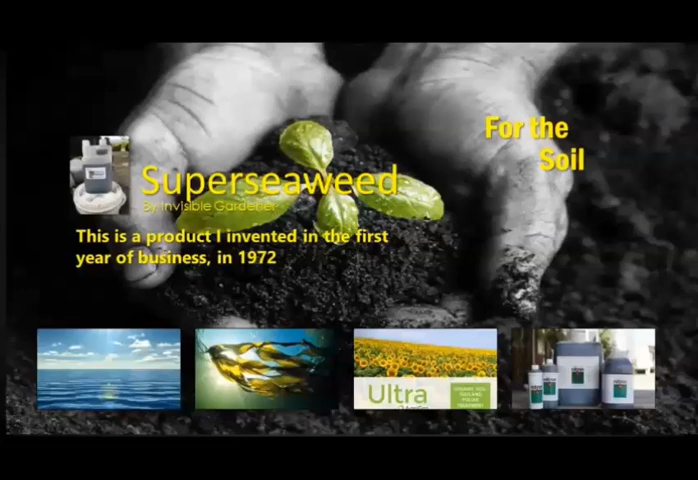 For the
Soil
Superseaweed
By Invisible Gardener
This is a product I invented in the first
year of business, in 1972
Ultra